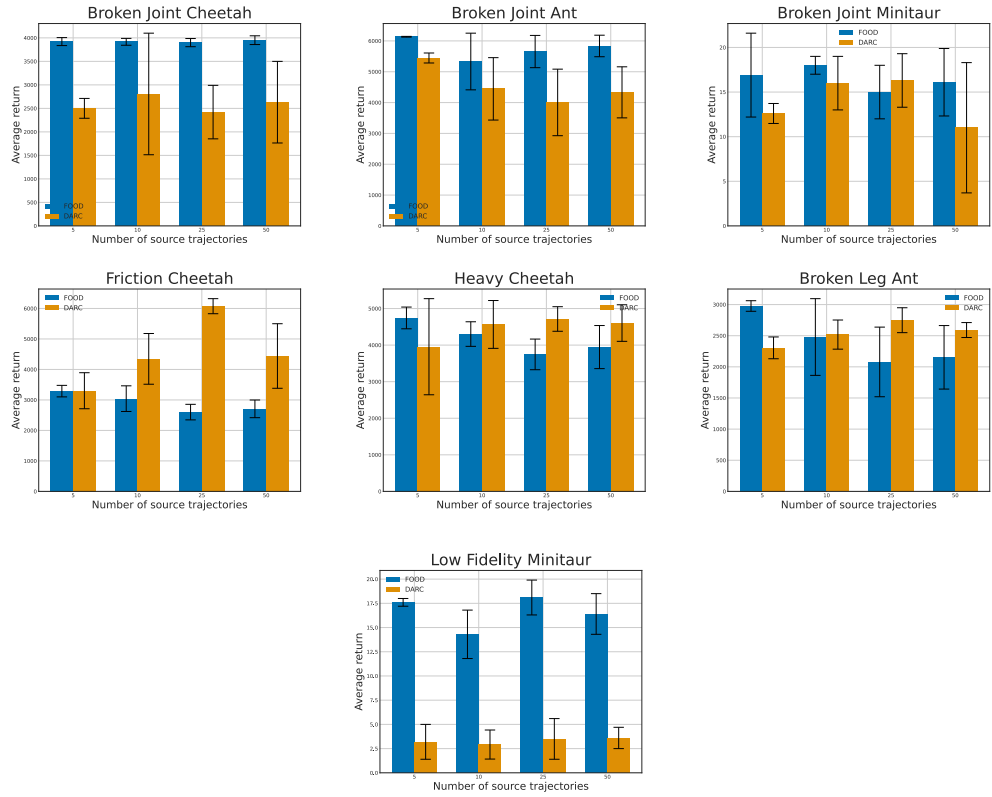 Broken Joint Cheetah
Average return
4000
3500
3000
2500
2000
1500
1000
500
0
FOOD
DARC
5
10
25
50
Number of source trajectories
Broken Joint Ant
Average return
6000
5000
4000
3000
2000
1000
0
FOOD
DARC
5
10
25
50
Number of source trajectories
Broken Joint Minitaur
Average return
20
15
10
5
0
FOOD
DARC
5
10
25
50
Number of source trajectories
Friction Cheetah
Average return
6000
5000
4000
3000
2000
1000
0
FOOD
DARC
5
10
25
50
Number of source trajectories
Heavy Cheetah
Average return
5000
4000
3000
2000
1000
0
FOOD
DARC
5
10
25
50
Number of source trajectories
Broken Leg Ant
Average return
3000
2500
2000
1500
1000
500
0
FOOD
DARC
5
10
25
50
Number of source trajectories
Low Fidelity Minitaur
Average return
20.0
17.5
15.0
12.5
10.0
7.5
5.0
2.5
0.0
FOOD
DARC
5
10
25
50
Number of source trajectories